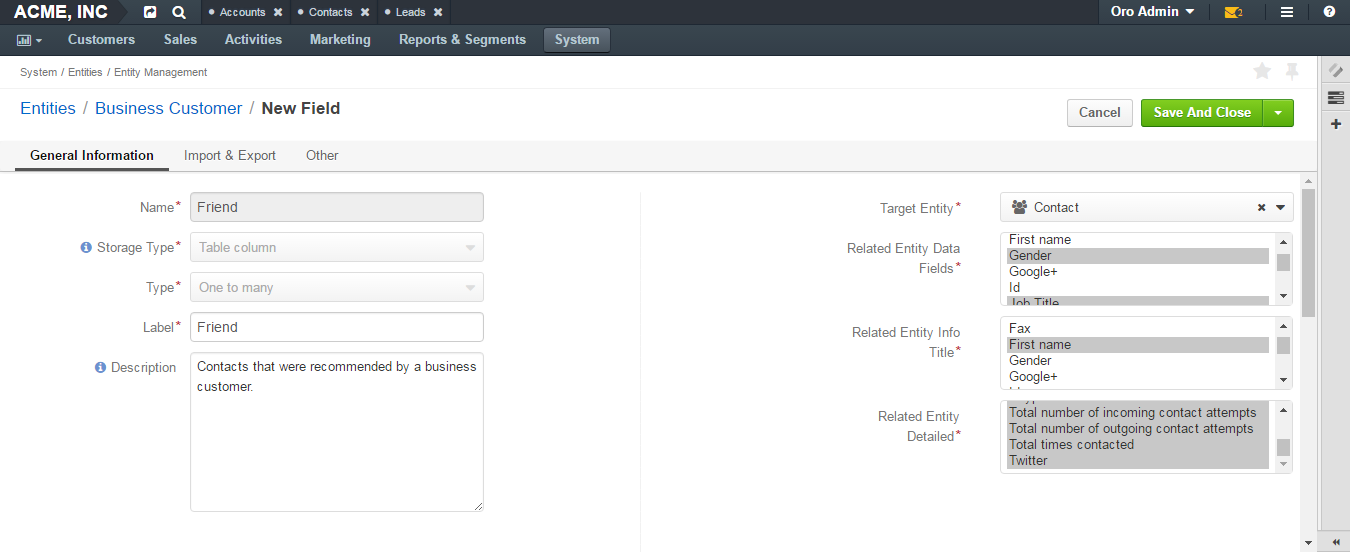 ACME, INC
• Accounts ✖ • Contacts ✖ • Leads ✖
Oro Admin
2
Customers Sales Activities Marketing Reports & Segments System
System / Entities / Entity Management
Entities / Business Customer / New Field
Cancel Save And Close
General Information Import & Export Other
Name* Friend
Storage Type* Table column
Type* One to many
Label* Friend
Description Contacts that were recommended by a business
customer.
Target Entity* Contact
Related Entity Data
Fields*
First name
Gender
Google+
Id
Job Title
Related Entity Info
Title*
Fax
First name
Gender
Google+
Related Entity
Detailed*
Total number of incoming contact attempts
Total number of outgoing contact attempts
Total times contacted
Twitter